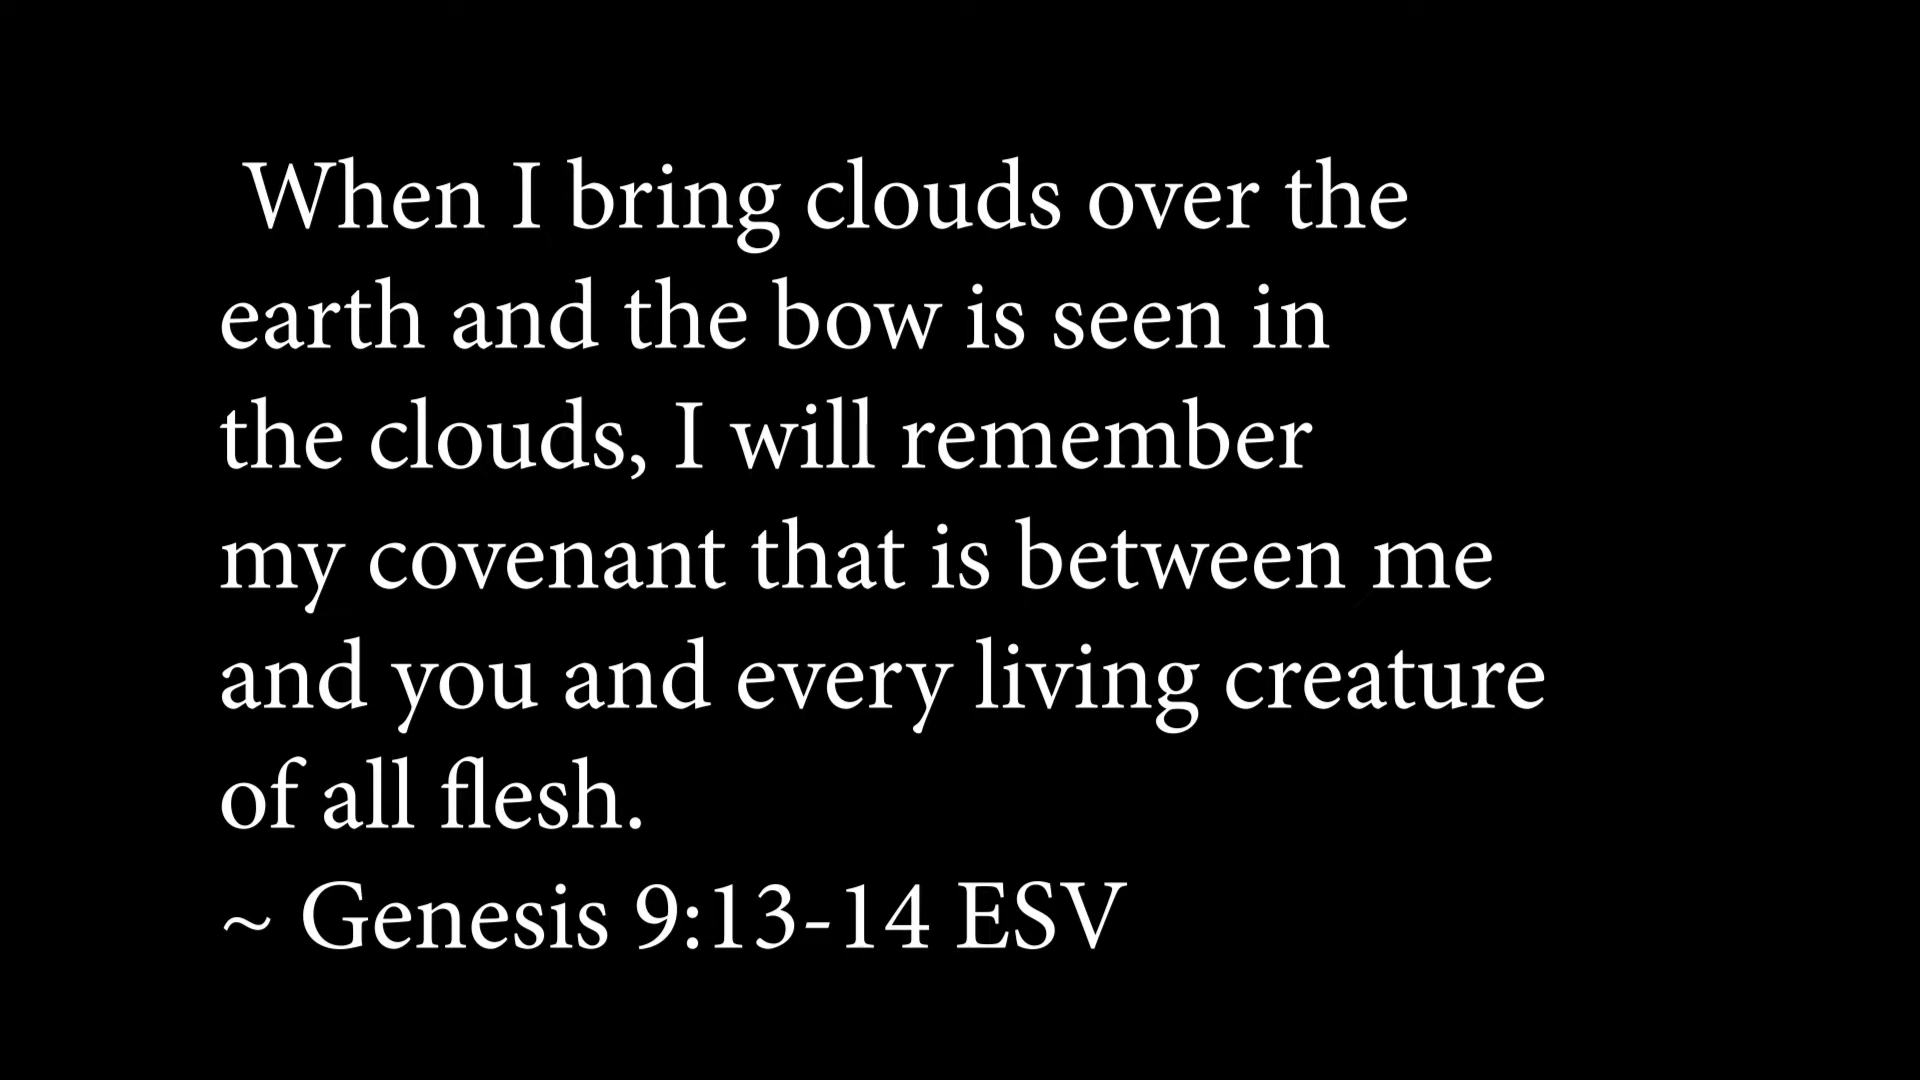 When I bring clouds over the
earth and the bow is seen in
the clouds, I will remember
my covenant that is between me
and you and every living creature
of all flesh.
~ Genesis 9:13-14 ESV